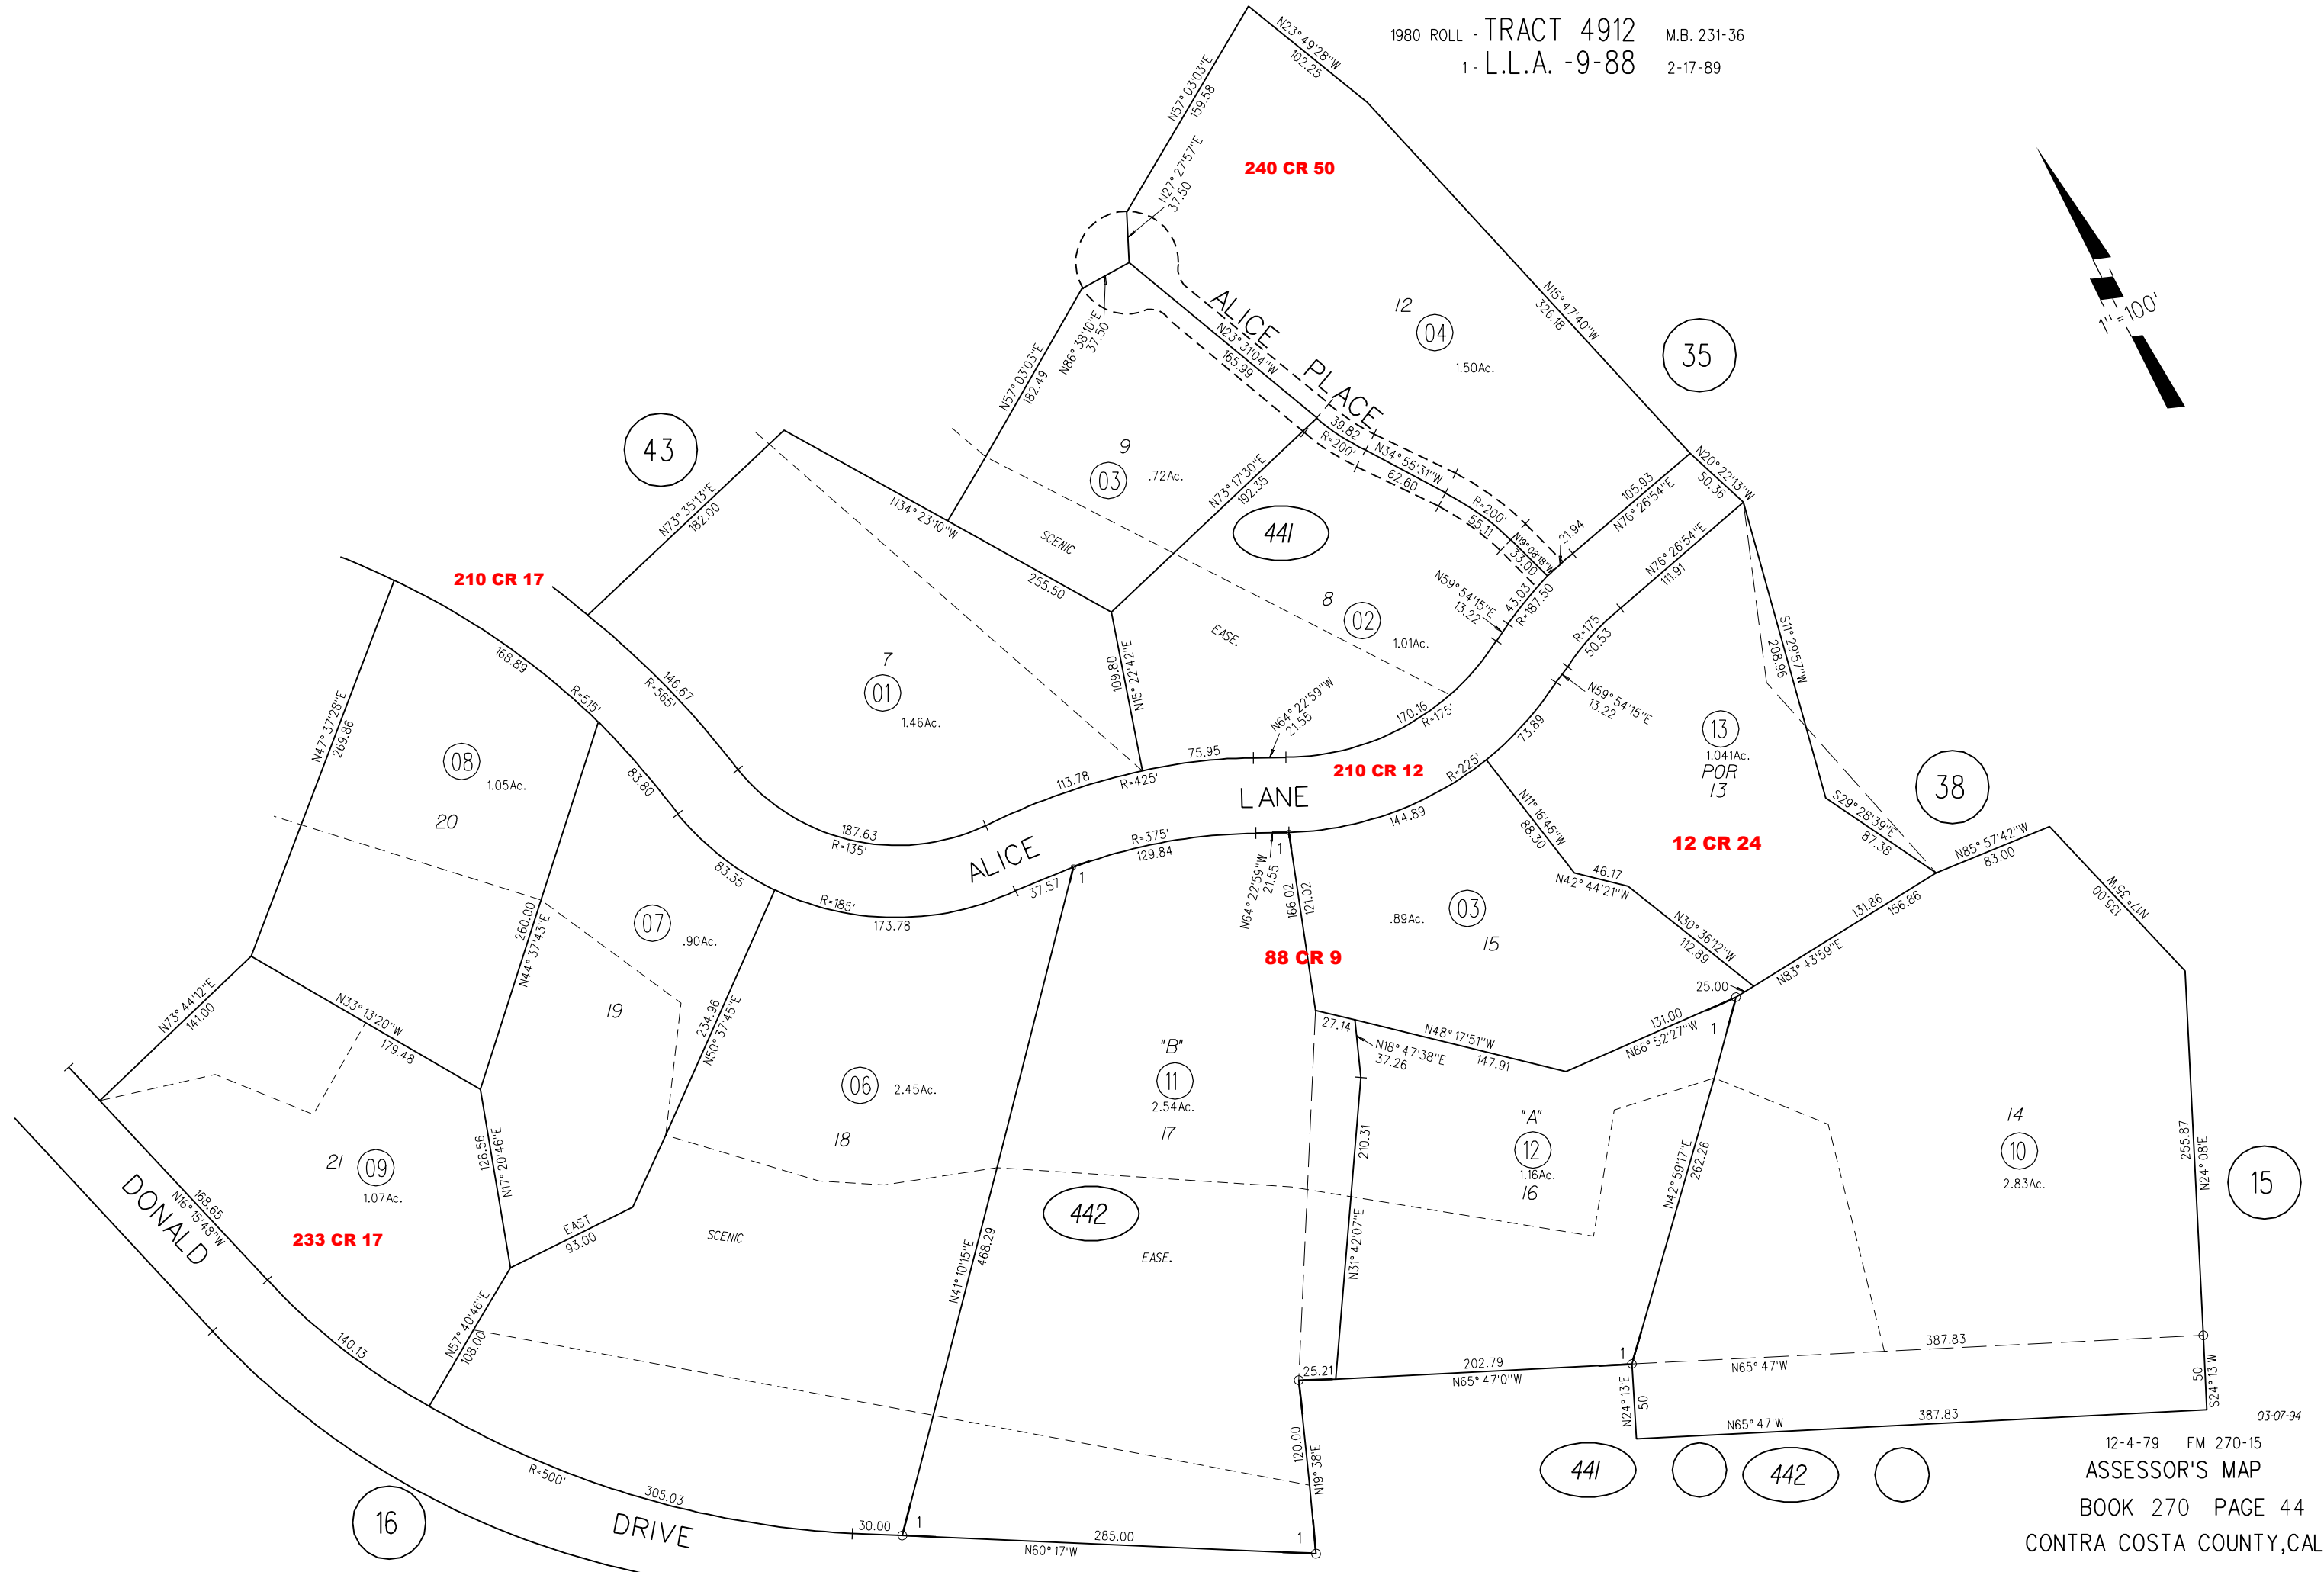 1980 ROLL - TRACT 4912 M.B. 231-36
1 - L.L.A. -9-88 2-17-89
N23°49'28"W
102.25
N57°03'03"E
159.58
N27°27'57"E
37.50
240 CR 50
1"=100'
ALICE PLACE
12
04
1.50Ac.
N15°47'40"W
326.18
35
N86°38'10"E
37.50
N23°31'04"W
165.99
N57°03'03"E
182.49
43
9
03
.72Ac.
39.82
R=200'
N34°55'31"W
62.60
R=200'
55.11
N19°08'18"W
33.00
21.94
105.93
N76°26'54"E
N20°22'13"W
50.36
N73°35'13"E
182.00
N34°23'10"W
255.50
N73°17'30"E
192.35
441
SCENIC
EASE.
8
02
1.01Ac.
N59°54'15"E
13.22
43.03
R=187.50
N76°26'54"E
111.91
R=175
50.53
210 CR 17
168.89
R=515'
146.67
R=565'
7
01
1.46Ac.
109.80
N15°22'42"E
N64°22'59"W
21.55
170.16
R=175'
N59°54'15"E
13.22
S11°29'57"W
208.96
13
1.041Ac.
POR
13
N47°37'28"E
269.86
08
1.05Ac.
20
83.80
75.95
113.78
R=425'
210 CR 12
73.89
R=225'
144.89
38
187.63
R=135'
ALICE LANE
R=375'
129.84
1
N11°16'46"W
88.30
12 CR 24
S29°28'39"E
87.38
N85°57'42"W
83.00
N17°35'W
135.00
83.35
R=185'
173.78
37.57
1
N64°22'59"W
21.55
166.02
121.02
46.17
N42°44'21"W
03
.89Ac.
15
N30°36'12"W
112.89
131.86
156.86
N83°43'59"E
260.00
N44°37'43"E
07
.90Ac.
19
88 CR 9
25.00
1
N73°44'12"E
141.00
N33°13'20"W
179.48
234.96
N50°37'45"E
27.14
N48°17'51"W
147.91
131.00
N86°52'27"W
N18°47'38"E
37.26
06
2.45Ac.
18
"B"
11
2.54Ac.
17
"A"
12
1.16Ac.
16
14
10
2.83Ac.
255.87
N24°08'E
15
21
09
1.07Ac.
126.56
N17°20'46"E
DONALD
168.65
N16°15'48"W
233 CR 17
EAST
93.00
SCENIC
442
EASE.
N41°10'15"E
468.29
210.31
N31°42'07"E
N42°59'17"E
262.26
140.13
N57°40'46"E
108.00
25.21
202.79
N65°47'0"W
1
387.83
N65°47'W
N24°13'E
50
50
S24°13'W
N65°47'W
387.83
120.00
N19°38'E
R=500'
305.03
16
DRIVE
30.00
1
285.00
N60°17'W
1
441
442
03-07-94
12-4-79 FM 270-15
ASSESSOR'S MAP
BOOK 270 PAGE 44
CONTRA COSTA COUNTY,CAL